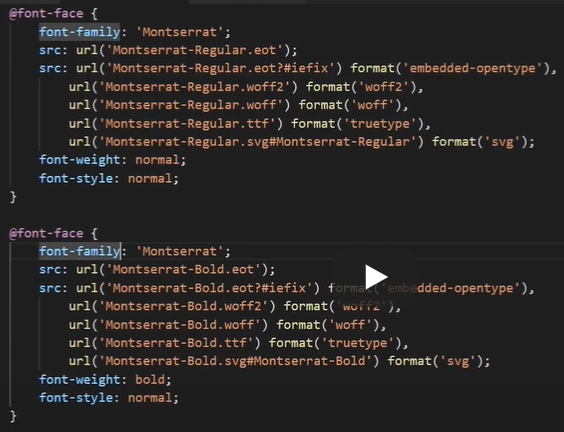 @font-face {
font-family: 'Montserrat';
src: url('Montserrat-Regular.eot');
src: url('Montserrat-Regular.eot?#iefix') format('embedded-opentype'),
url('Montserrat-Regular.woff2') format('woff2'),
url('Montserrat-Regular.woff') format('woff'),
url('Montserrat-Regular.ttf') format('truetype'),
url('Montserrat-Regular.svg#Montserrat-Regular') format('svg');
font-weight: normal;
font-style: normal;
}
@font-face {
font-family: 'Montserrat';
src: url('Montserrat-Bold.eot');
src: url('Montserrat-Bold.eot?#iefix') format('embedded-opentype'),
url('Montserrat-Bold.woff2') format('woff2'),
url('Montserrat-Bold.woff') format('woff'),
url('Montserrat-Bold.ttf') format('truetype'),
url('Montserrat-Bold.svg#Montserrat-Bold') format('svg');
font-weight: bold;
font-style: normal;
}